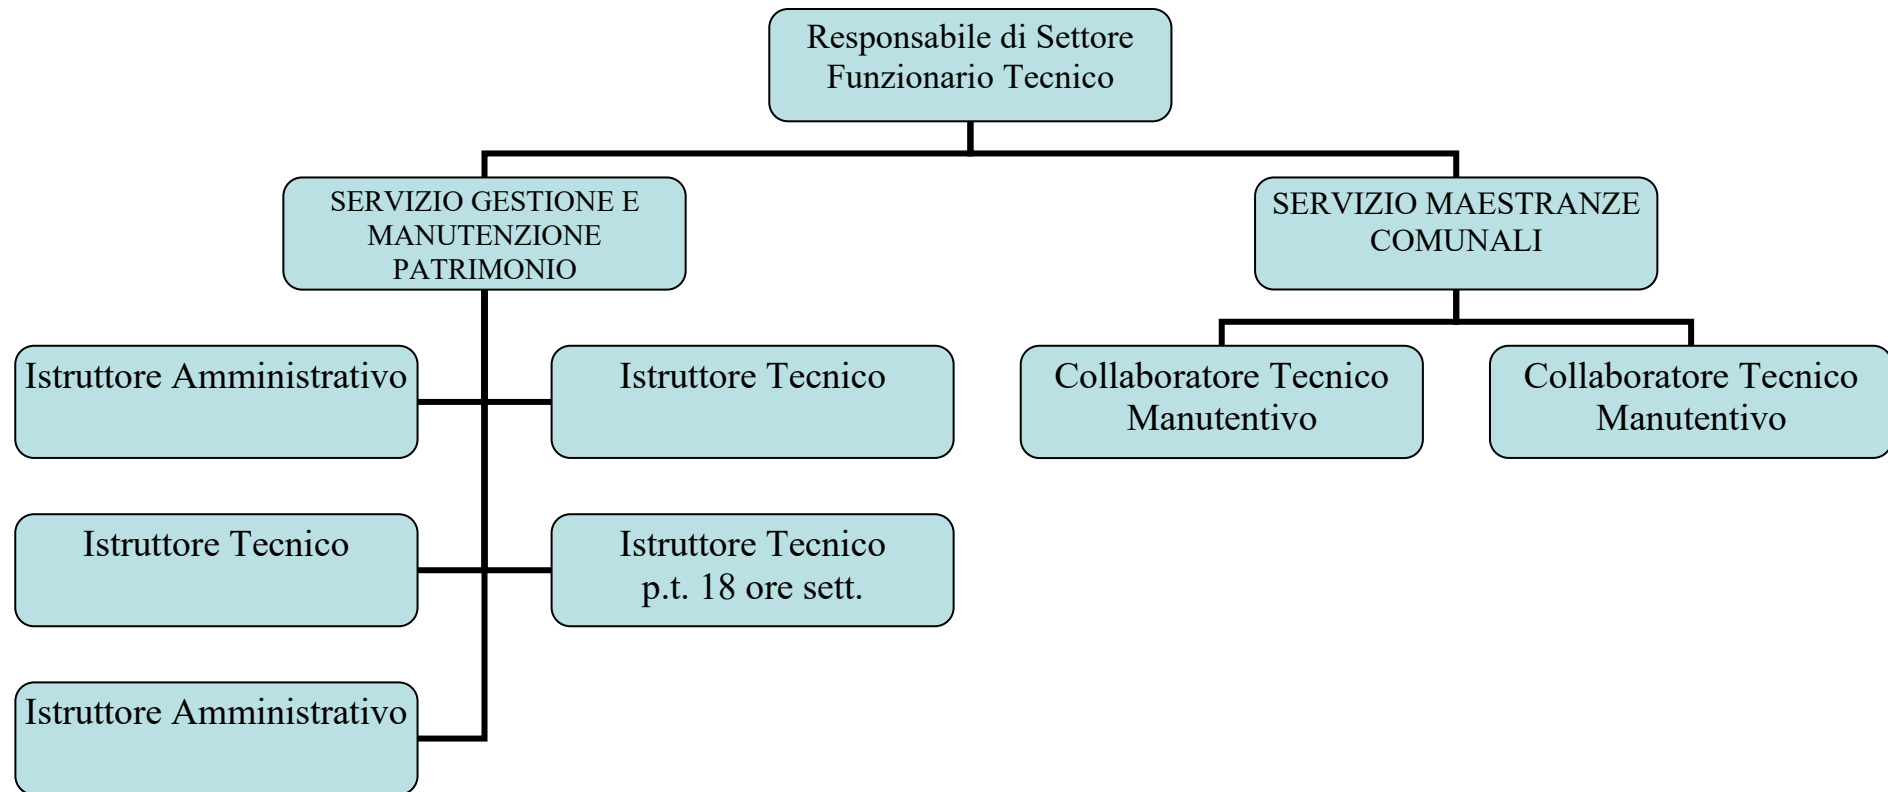 Responsabile di Settore
Funzionario Tecnico
SERVIZIO GESTIONE E
MANUTENZIONE
PATRIMONIO
SERVIZIO MAESTRANZE
COMUNALI
Istruttore Amministrativo
Istruttore Tecnico
Collaboratore Tecnico
Manutentivo
Collaboratore Tecnico
Manutentivo
Istruttore Tecnico
Istruttore Tecnico
p.t. 18 ore sett.
Istruttore Amministrativo